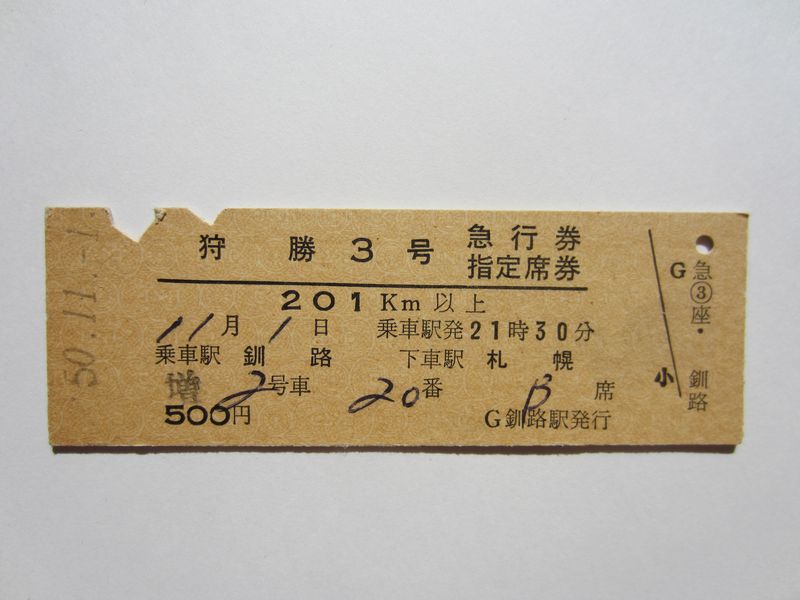 50.11.-1.
狩勝3号 急行券
指定席券
201Km以上
11月1日 乗車駅発21時30分
乗車駅 釧路 下車駅 札幌
増2号車 20番 B席
500円 G釧路駅発行
小
G急③座・釧路